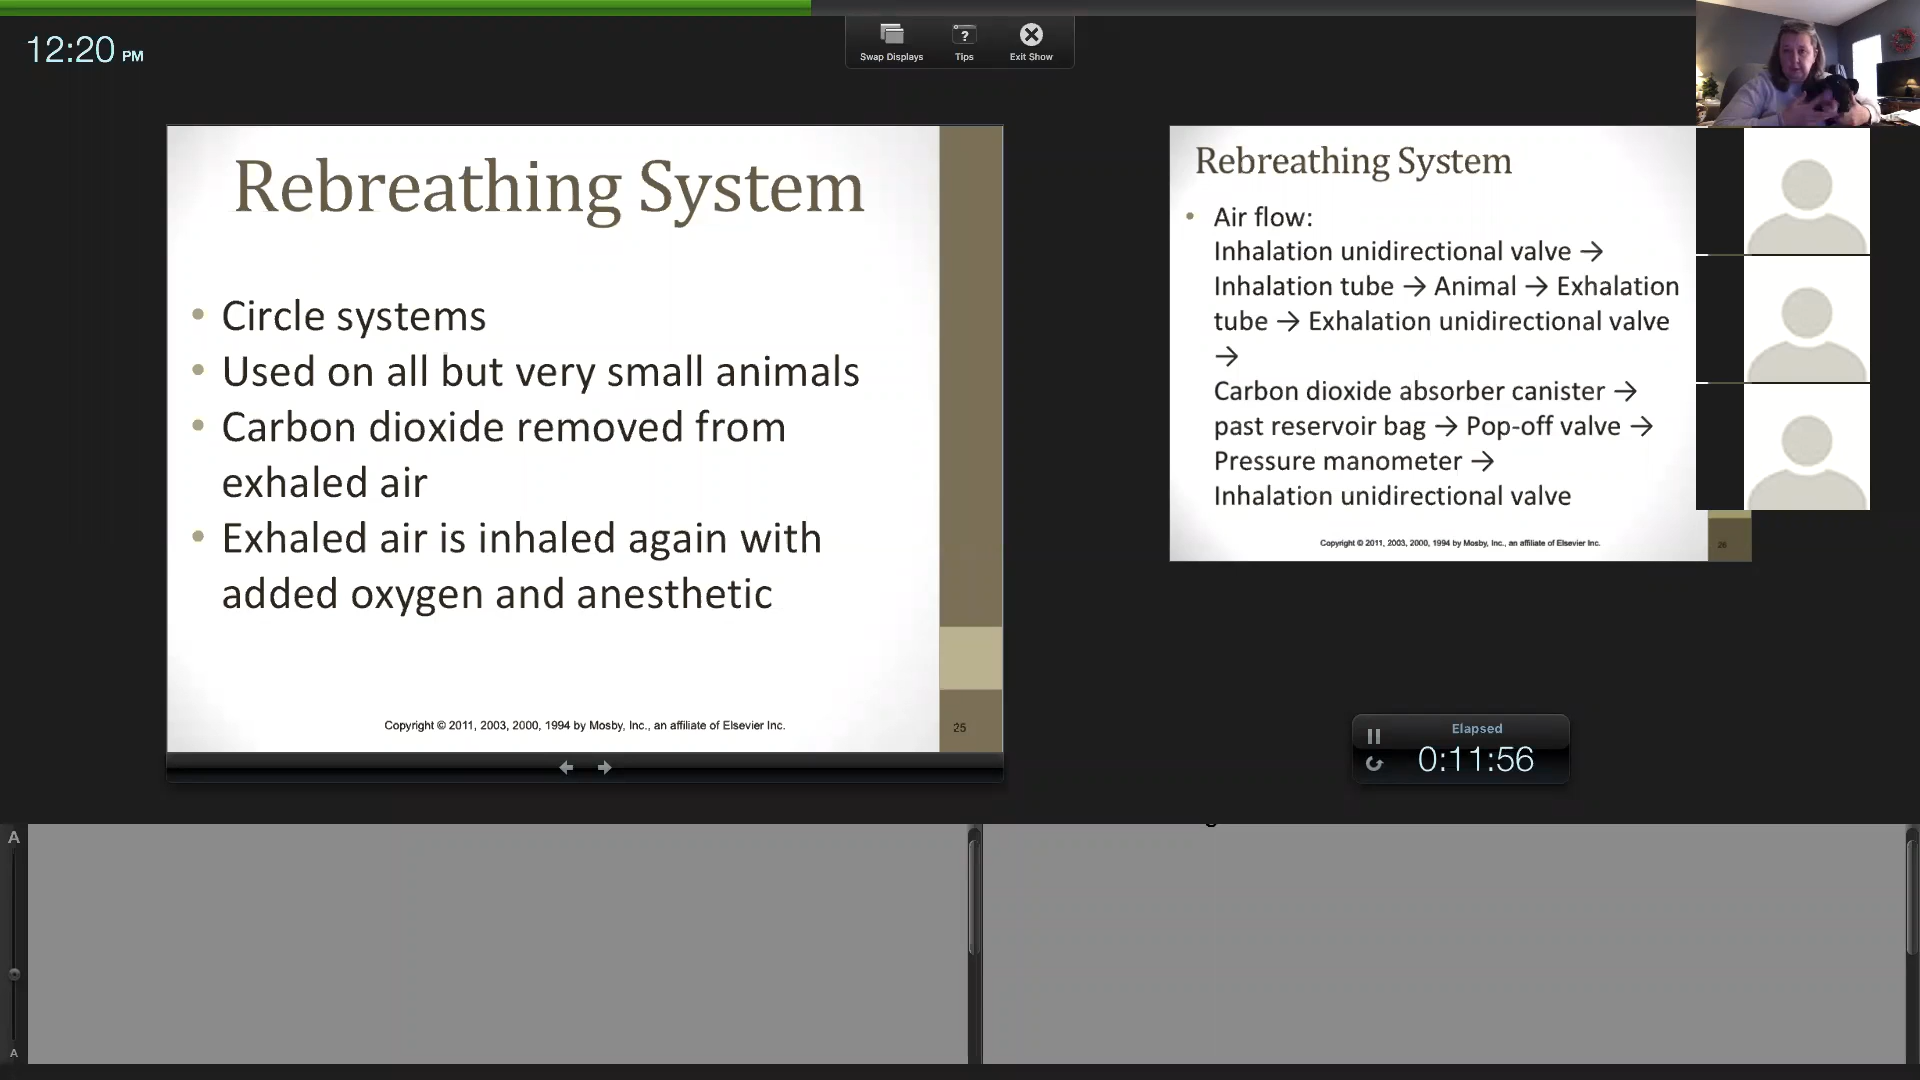 12:20 PM
Swap Displays
Tips
Exit Show
Rebreathing System
• Circle systems
• Used on all but very small animals
• Carbon dioxide removed from
exhaled air
• Exhaled air is inhaled again with
added oxygen and anesthetic
Copyright © 2011, 2003, 2000, 1994 by Mosby, Inc., an affiliate of Elsevier Inc.
25
Rebreathing System
• Air flow:
Inhalation unidirectional valve →
Inhalation tube → Animal → Exhalation
tube → Exhalation unidirectional valve
→
Carbon dioxide absorber canister →
past reservoir bag → Pop-off valve →
Pressure manometer →
Inhalation unidirectional valve
Copyright © 2011, 2003, 2000, 1994 by Mosby, Inc., an affiliate of Elsevier Inc.
26
Elapsed
0:11:56
A
A